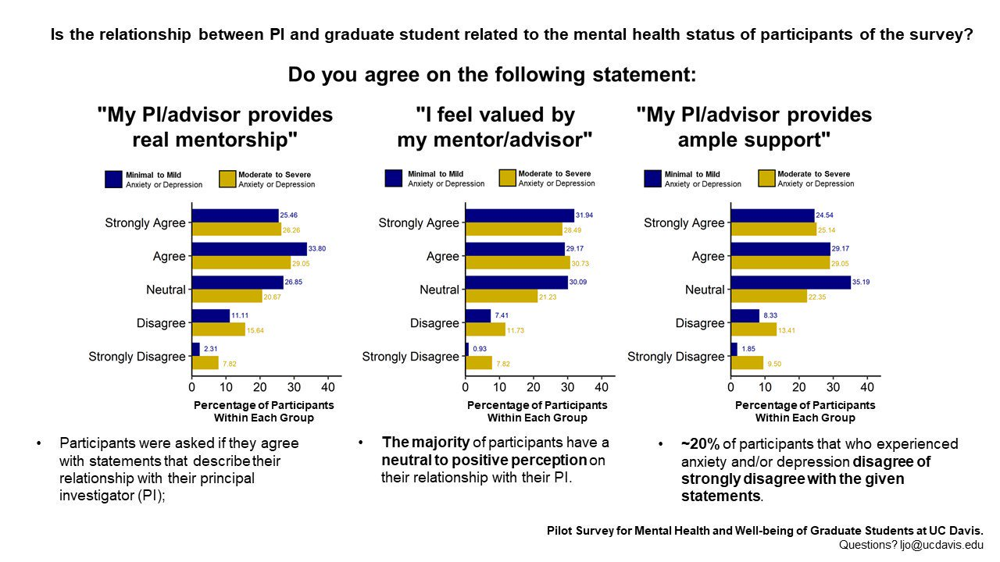 Is the relationship between PI and graduate student related to the mental health status of participants of the survey?
Do you agree on the following statement:
"My PI/advisor provides
real mentorship"
Minimal to Mild
Anxiety or Depression
Moderate to Severe
Anxiety or Depression
Strongly Agree
25.46
26.26
Agree
33.80
29.05
Neutral
26.85
20.67
Disagree
11.11
15.64
Strongly Disagree
2.31
7.82
0 10 20 30 40
Percentage of Participants
Within Each Group
"I feel valued by
my mentor/advisor"
Minimal to Mild
Anxiety or Depression
Moderate to Severe
Anxiety or Depression
Strongly Agree
31.94
28.49
Agree
29.17
30.73
Neutral
30.09
21.23
Disagree
7.41
11.73
Strongly Disagree
0.93
7.82
0 10 20 30 40
Percentage of Participants
Within Each Group
"My PI/advisor provides
ample support"
Minimal to Mild
Anxiety or Depression
Moderate to Severe
Anxiety or Depression
Strongly Agree
24.54
25.14
Agree
29.17
29.05
Neutral
35.19
22.35
Disagree
8.33
13.41
Strongly Disagree
1.85
9.50
0 10 20 30 40
Percentage of Participants
Within Each Group
• Participants were asked if they agree
with statements that describe their
relationship with their principal
investigator (PI);
• The majority of participants have a
neutral to positive perception on
their relationship with their PI.
• ~20% of participants that who experienced
anxiety and/or depression disagree of
strongly disagree with the given
statements.
Pilot Survey for Mental Health and Well-being of Graduate Students at UC Davis.
Questions? ljo@ucdavis.edu